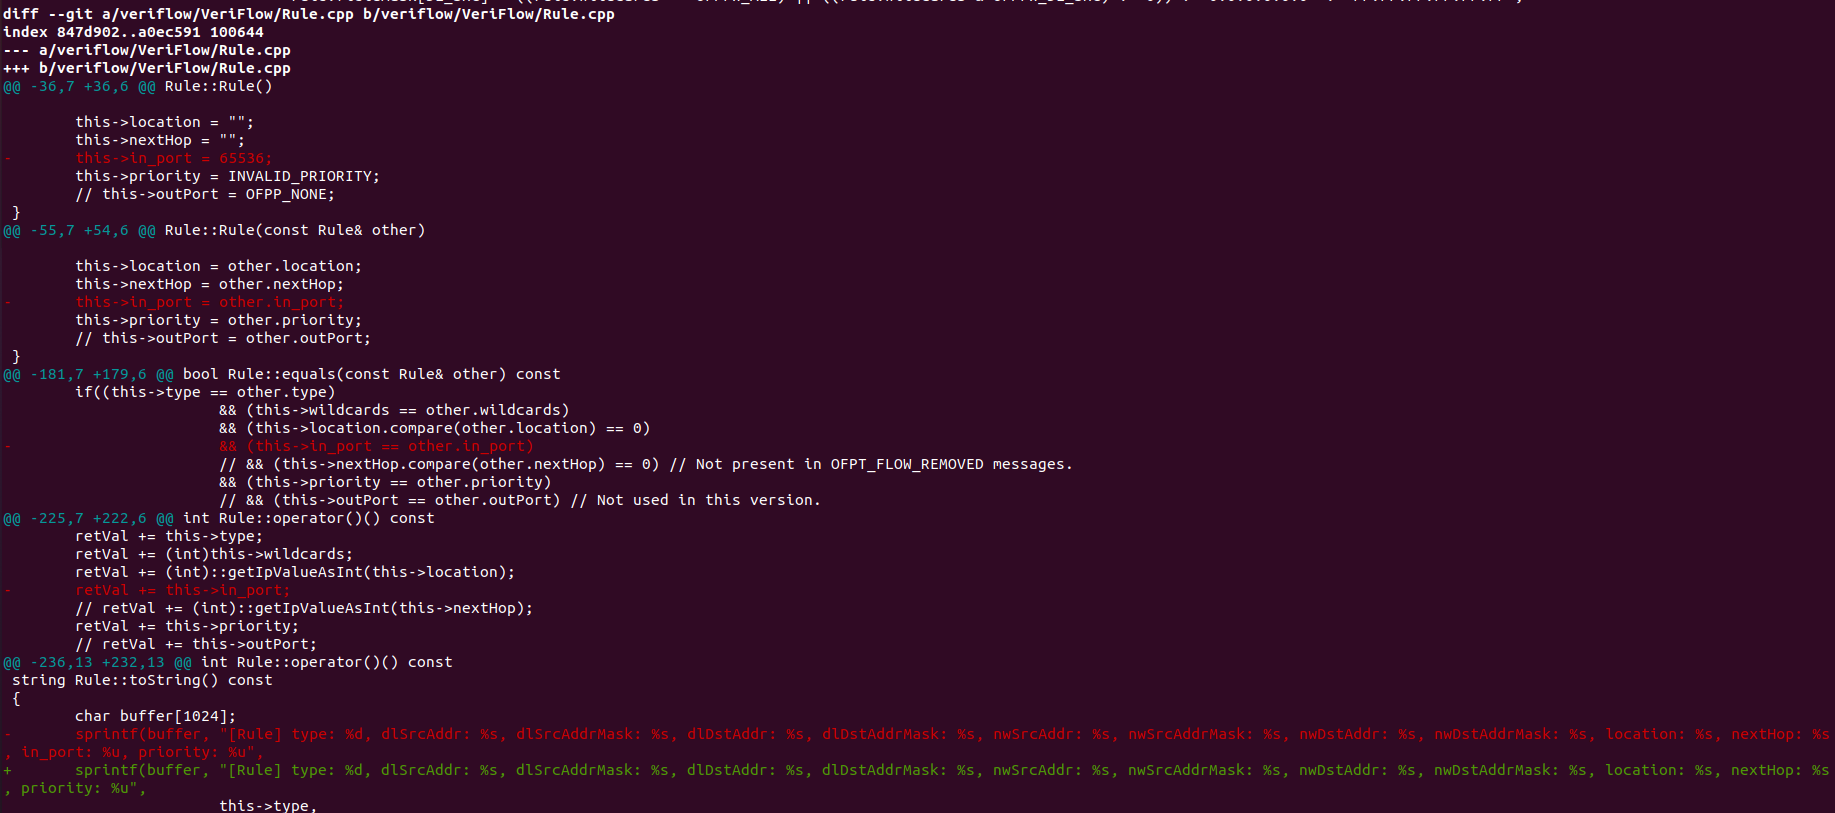 diff --git a/veriflow/VeriFlow/Rule.cpp b/veriflow/VeriFlow/Rule.cpp
index 847d902..a0ec591 100644
--- a/veriflow/VeriFlow/Rule.cpp
+++ b/veriflow/VeriFlow/Rule.cpp
@@ -36,7 +36,6 @@ Rule::Rule()
        this->location = "";
        this->nextHop = "";
-       this->in_port = 65536;
        this->priority = INVALID_PRIORITY;
        // this->outPort = OFPP_NONE;
 }
@@ -55,7 +54,6 @@ Rule::Rule(const Rule& other)
        this->location = other.location;
        this->nextHop = other.nextHop;
-       this->in_port = other.in_port;
        this->priority = other.priority;
        // this->outPort = other.outPort;
 }
@@ -181,7 +179,6 @@ bool Rule::equals(const Rule& other) const
        if((this->type == other.type)
                        && (this->wildcards == other.wildcards)
                        && (this->location.compare(other.location) == 0)
-                       && (this->in_port == other.in_port)
                        // && (this->nextHop.compare(other.nextHop) == 0) // Not present in OFPT_FLOW_REMOVED messages.
                        && (this->priority == other.priority)
                        // && (this->outPort == other.outPort) // Not used in this version.
@@ -225,7 +222,6 @@ int Rule::operator()() const
        retVal += this->type;
        retVal += (int)this->wildcards;
        retVal += (int)::getIpValueAsInt(this->location);
-       retVal += this->in_port;
        // retVal += (int)::getIpValueAsInt(this->nextHop);
        retVal += this->priority;
        // retVal += this->outPort;
@@ -236,13 +232,13 @@ int Rule::operator()() const
 string Rule::toString() const
 {
        char buffer[1024];
-       sprintf(buffer, "[Rule] type: %d, dlSrcAddr: %s, dlSrcAddrMask: %s, dlDstAddr: %s, dlDstAddrMask: %s, nwSrcAddr: %s, nwSrcAddrMask: %s, nwDstAddr: %s, nwDstAddrMask: %s, location: %s, nextHop: %s
, in_port: %u, priority: %u",
+       sprintf(buffer, "[Rule] type: %d, dlSrcAddr: %s, dlSrcAddrMask: %s, dlDstAddr: %s, dlDstAddrMask: %s, nwSrcAddr: %s, nwSrcAddrMask: %s, nwDstAddr: %s, nwDstAddrMask: %s, location: %s, nextHop: %s
, priority: %u",
                        this->type,